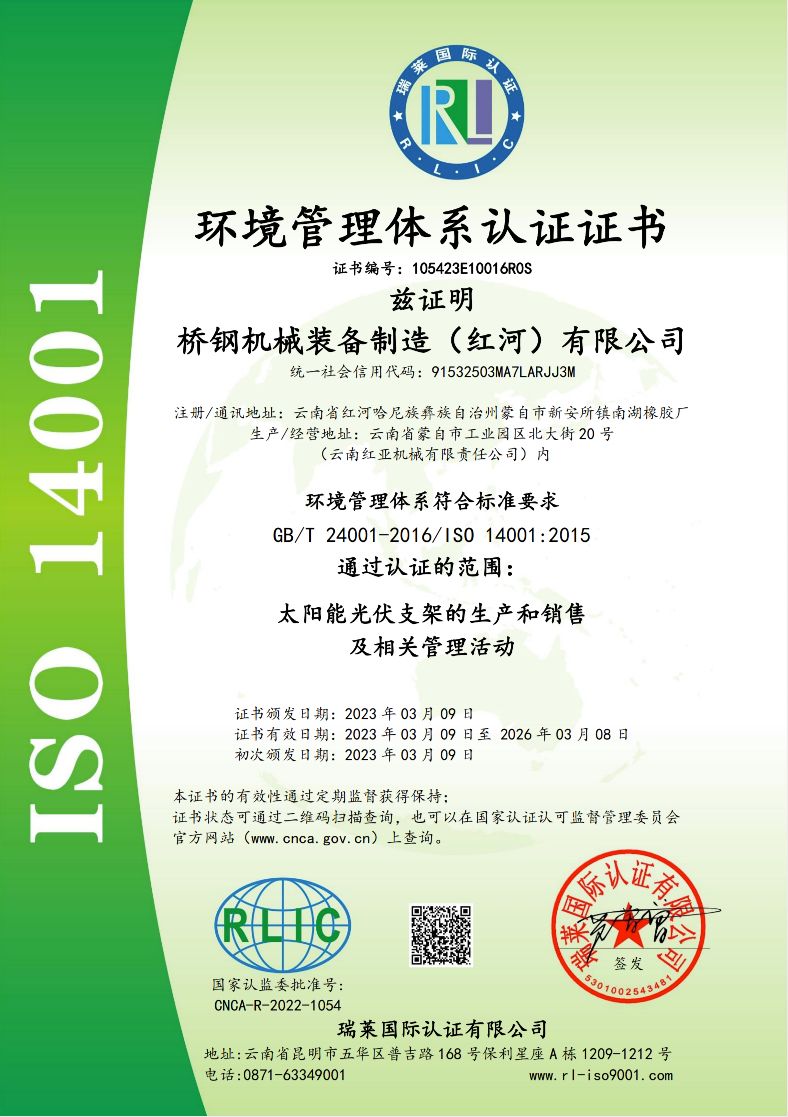 瑞莱国际认证
R·L·I·C
RLI
环境管理体系认证证书
证书编号：105423E10016R0S
兹证明
桥钢机械装备制造（红河）有限公司
统一社会信用代码：91532503MA7LARJJ3M
注册/通讯地址：云南省红河哈尼族彝族自治州蒙自市新安所镇南湖橡胶厂
生产/经营地址：云南省蒙自市工业园区北大街20号
（云南红亚机械有限责任公司）内
环境管理体系符合标准要求
GB/T 24001-2016/ISO 14001:2015
通过认证的范围：
太阳能光伏支架的生产和销售
及相关管理活动
证书颁发日期：2023年03月09日
证书有效日期：2023年03月09日至 2026年03月08日
初次颁发日期：2023年03月09日
本证书的有效性通过定期监督获得保持；
证书状态可通过二维码扫描查询，也可以在国家认证认可监督管理委员会
官方网站（www.cnca.gov.cn）上查询。
ISO 14001
RLIC
国家认监委批准号：
CNCA-R-2022-1054
瑞莱国际认证有限公司
签发
5301002543481
瑞莱国际认证有限公司
地址:云南省昆明市五华区普吉路168号保利星座A栋1209-1212号
电话:0871-63349001
www.rl-iso9001.com